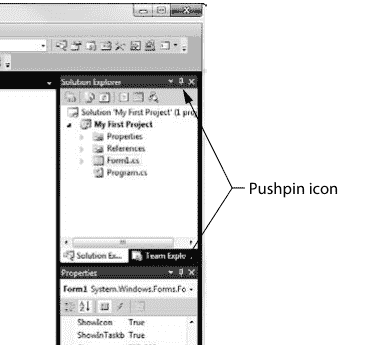 Solution Explorer
Solution 'My First Project' (1 pro
My First Project
Properties
References
Form1.cs
Program.cs
Pushpin icon
Solution Ex...
Team Explo
Properties
Form1 System.Windows.Forms.Fo
ShowIcon True
ShowInTaskb True